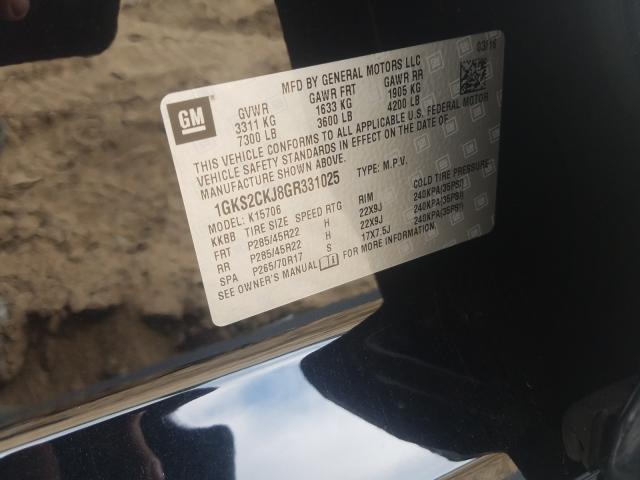 03/16
MFD BY GENERAL MOTORS LLC
GM
GVWR GAWR FRT GAWR RR
3311 KG 1633 KG 1905 KG
7300 LB 3600 LB 4200 LB
THIS VEHICLE CONFORMS TO ALL APPLICABLE U.S. FEDERAL MOTOR
VEHICLE SAFETY STANDARDS IN EFFECT ON THE DATE OF
MANUFACTURE SHOWN ABOVE.
1GKS2CKJ8GR331025 TYPE: M.P.V.
MODEL: K15706
KKBB TIRE SIZE SPEED RTG RIM COLD TIRE PRESSURE
FRT P285/45R22 H 22X9J 240KPA(35PSI)
RR P285/45R22 H 22X9J 240KPA(35PSI)
SPA P265/70R17 S 17X7.5J 240KPA(35PSI)
SEE OWNER'S MANUAL FOR MORE INFORMATION.